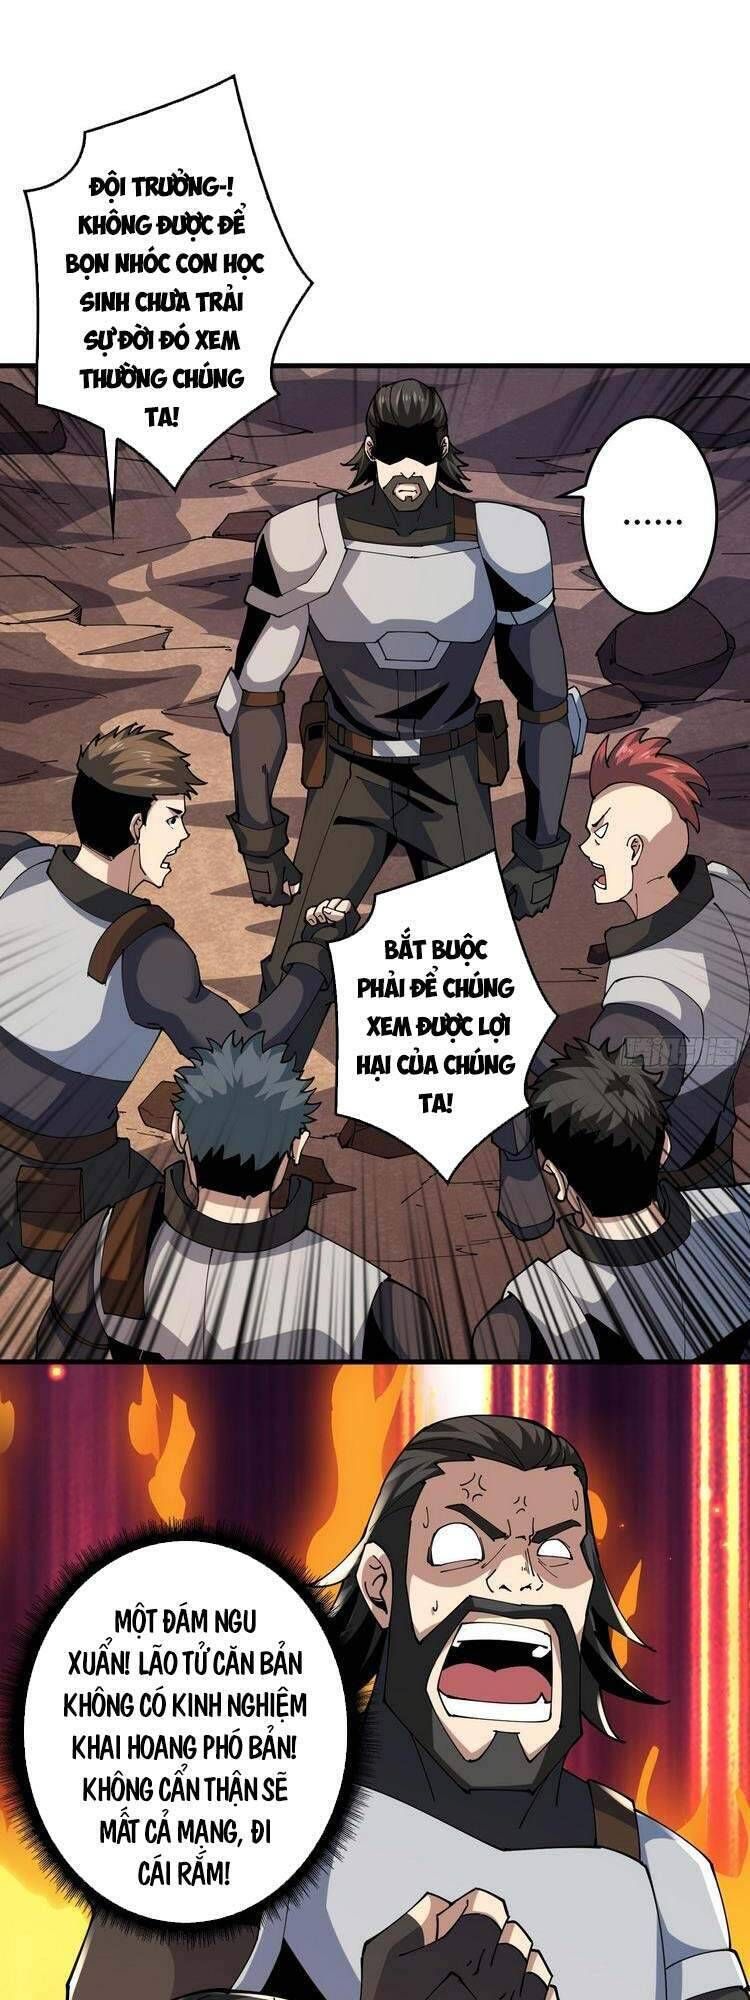 ĐỘI TRƯỞNG-!
KHÔNG ĐƯỢC ĐỂ
BỌN NHÓC CON HỌC
SINH CHƯA TRẢI
SỰ ĐỜI ĐÓ XEM
THƯỜNG CHÚNG
TA!
......
BẮT BUỘC
PHẢI ĐỂ CHÚNG
XEM ĐƯỢC LỢI
HẠI CỦA CHÚNG
TA!
MỘT ĐÁM NGU
XUẨN! LÃO TỬ CĂN BẢN
KHÔNG CÓ KINH NGHIỆM
KHAI HOANG PHÓ BẢN!
KHÔNG CẨN THẬN SẼ
MẤT CẢ MẠNG, ĐI
CÁI RẮM!